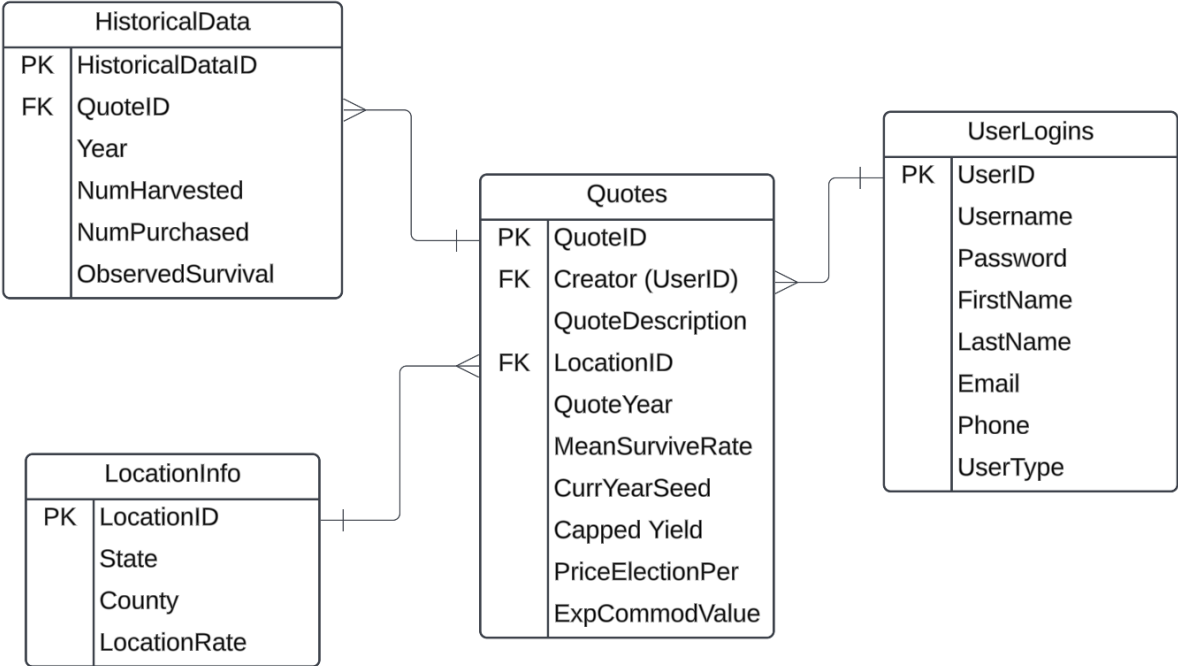 HistoricalData
PK HistoricalDataID
FK QuoteID
Year
NumHarvested
NumPurchased
ObservedSurvival
LocationInfo
PK LocationID
State
County
LocationRate
Quotes
PK QuoteID
FK Creator (UserID)
QuoteDescription
FK LocationID
QuoteYear
MeanSurviveRate
CurrYearSeed
Capped Yield
PriceElectionPer
ExpCommodValue
UserLogins
PK UserID
Username
Password
FirstName
LastName
Email
Phone
UserType